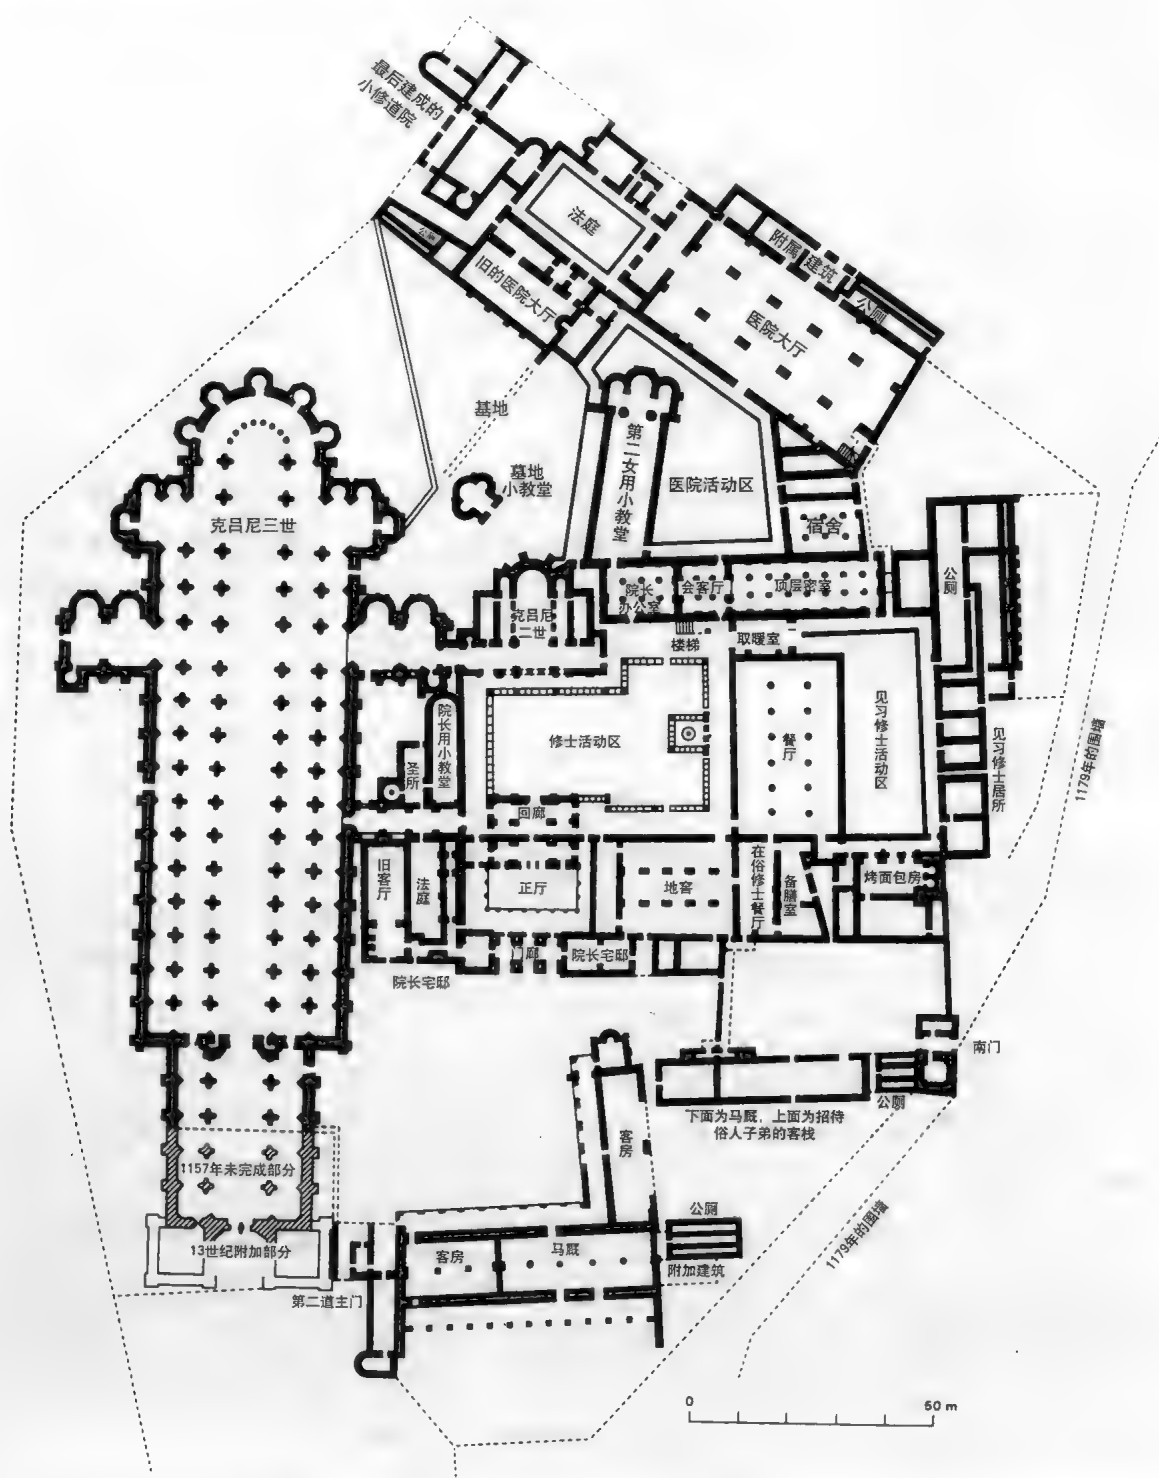 最后建成的
小修道院
法庭
公厕
旧的医院大厅
附属建筑
公厕
医院大厅
基地
墓地
小教堂
第二女用小教堂
医院活动区
宿舍
克吕尼三世
公厕
院长
办公室
会客厅
顶层密室
克吕尼
二世
楼梯
取暖室
院长用小教堂
圣所
修士活动区
餐厅
见习修士活动区
见习修士居所
1179年的围墙
回廊
旧客厅
法庭
正厅
地窖
在俗修士餐厅
备膳室
烤面包房
门廊
院长宅邸
院长宅邸
南门
公厕
下面为马厩，上面为招待
俗人子弟的客栈
客房
1157年未完成部分
13世纪附加部分
第二道主门
客房
马厩
公厕
附加建筑
1179年的围墙
0
50 m